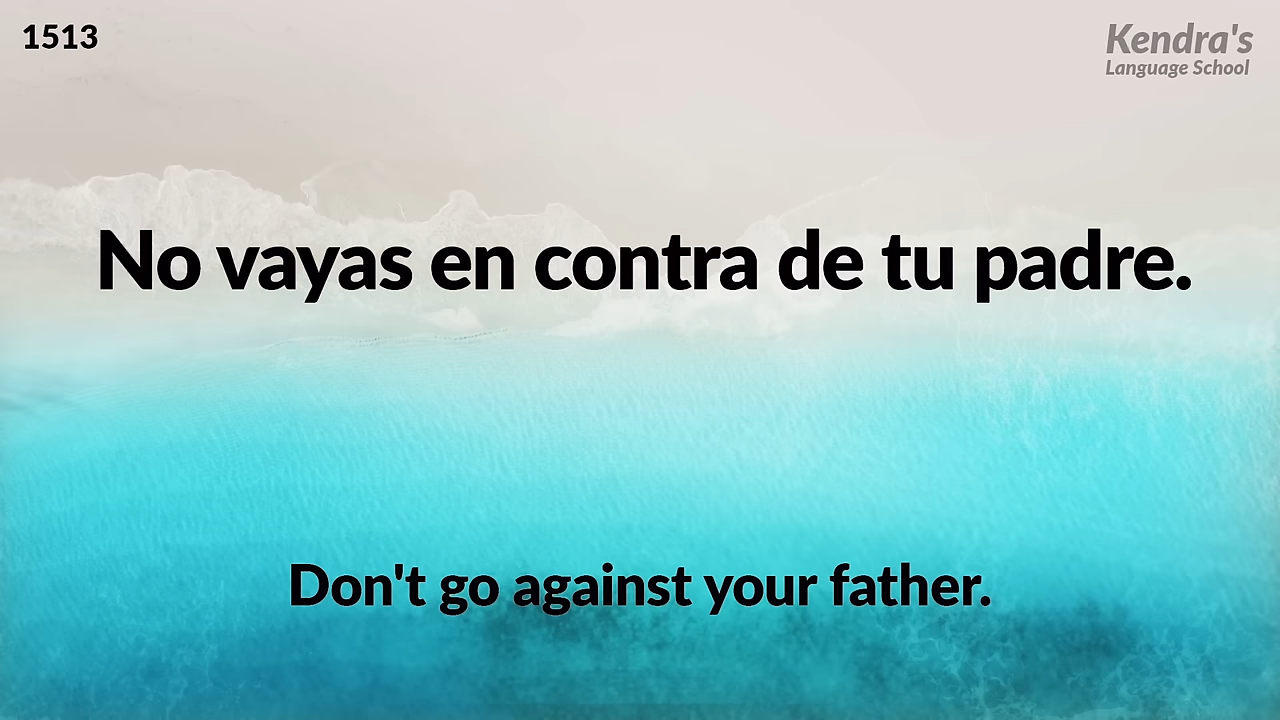 1513
Kendra's
Language School
No vayas en contra de tu padre.
Don't go against your father.